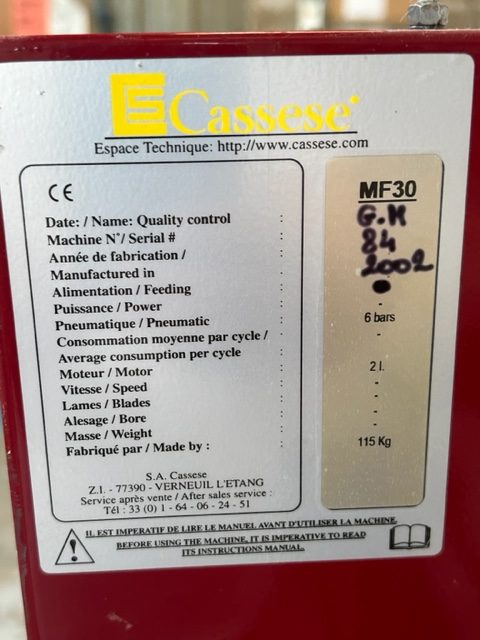 CS Cassese
Espace Technique: http://www.cassese.com
CE MF30
Date: / Name: Quality control : G.M
Machine N°/ Serial # : 84
Année de fabrication / : 2002
Manufactured in .
Alimentation / Feeding :
Puissance / Power : -
Pneumatique / Pneumatic : 6 bars
Consommation moyenne par cycle / : -
Average consumption per cycle :
Moteur / Motor : 2 l.
Vitesse / Speed : -
Lames / Blades : -
Alesage / Bore : -
Masse / Weight : -
Fabriqué par / Made by : : 115 Kg
S.A. Cassese
Z.I. - 77390 - VERNEUIL L'ETANG
Service après vente / After sales service :
Tél : 33 (0) 1 - 64 - 06 - 24 - 51
IL EST IMPERATIF DE LIRE LE MANUEL AVANT D'UTILISER LA MACHINE.
BEFORE USING THE MACHINE, IT IS IMPERATIVE TO READ
ITS INSTRUCTIONS MANUAL.